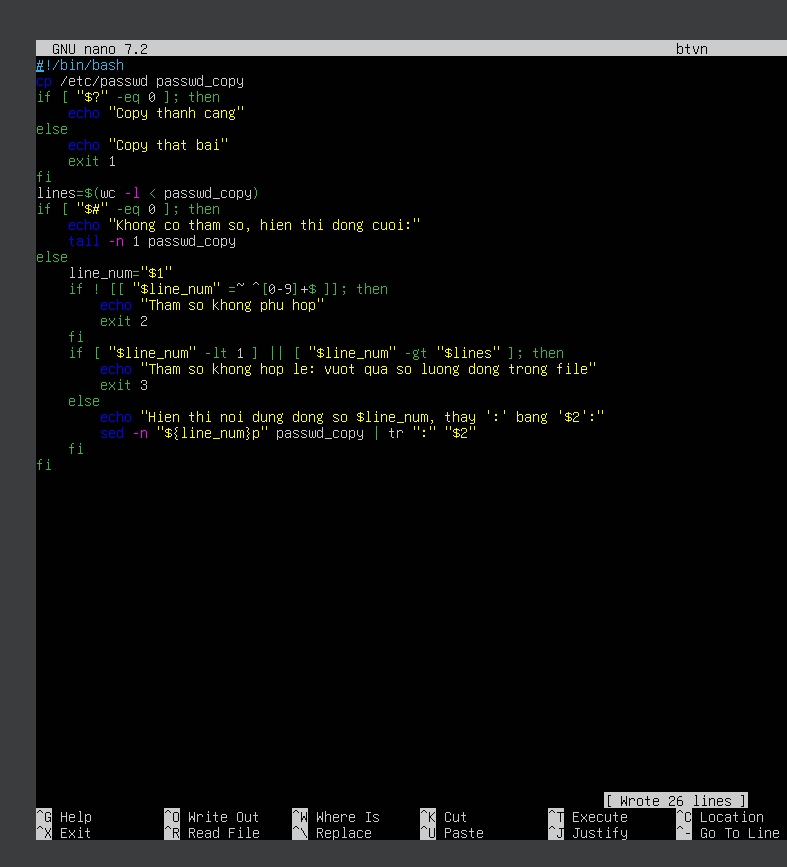 GNU nano 7.2 btvn
#!/bin/bash
cp /etc/passwd passwd_copy
if [ "$?" -eq 0 ]; then
    echo "Copy thanh cang"
else
    echo "Copy that bai"
    exit 1
fi
lines=$(wc -l < passwd_copy)
if [ "$#" -eq 0 ]; then
    echo "Khong co tham so, hien thi dong cuoi:"
    tail -n 1 passwd_copy
else
    line_num="$1"
    if ! [[ "$line_num" =~ ^[0-9]+$ ]]; then
        echo "Tham so khong phu hop"
        exit 2
    fi
    if [ "$line_num" -lt 1 ] || [ "$line_num" -gt "$lines" ]; then
        echo "Tham so khong hop le: vuot qua so luong dong trong file"
        exit 3
    else
        echo "Hien thi noi dung dong so $line_num, thay ':' bang '$2':"
        sed -n "${line_num}p" passwd_copy | tr ":" "$2"
    fi
fi
[ Wrote 26 lines ]
^G Help ^O Write Out ^W Where Is ^K Cut ^T Execute ^C Location
^X Exit ^R Read File ^\ Replace ^U Paste ^J Justify ^- Go To Line